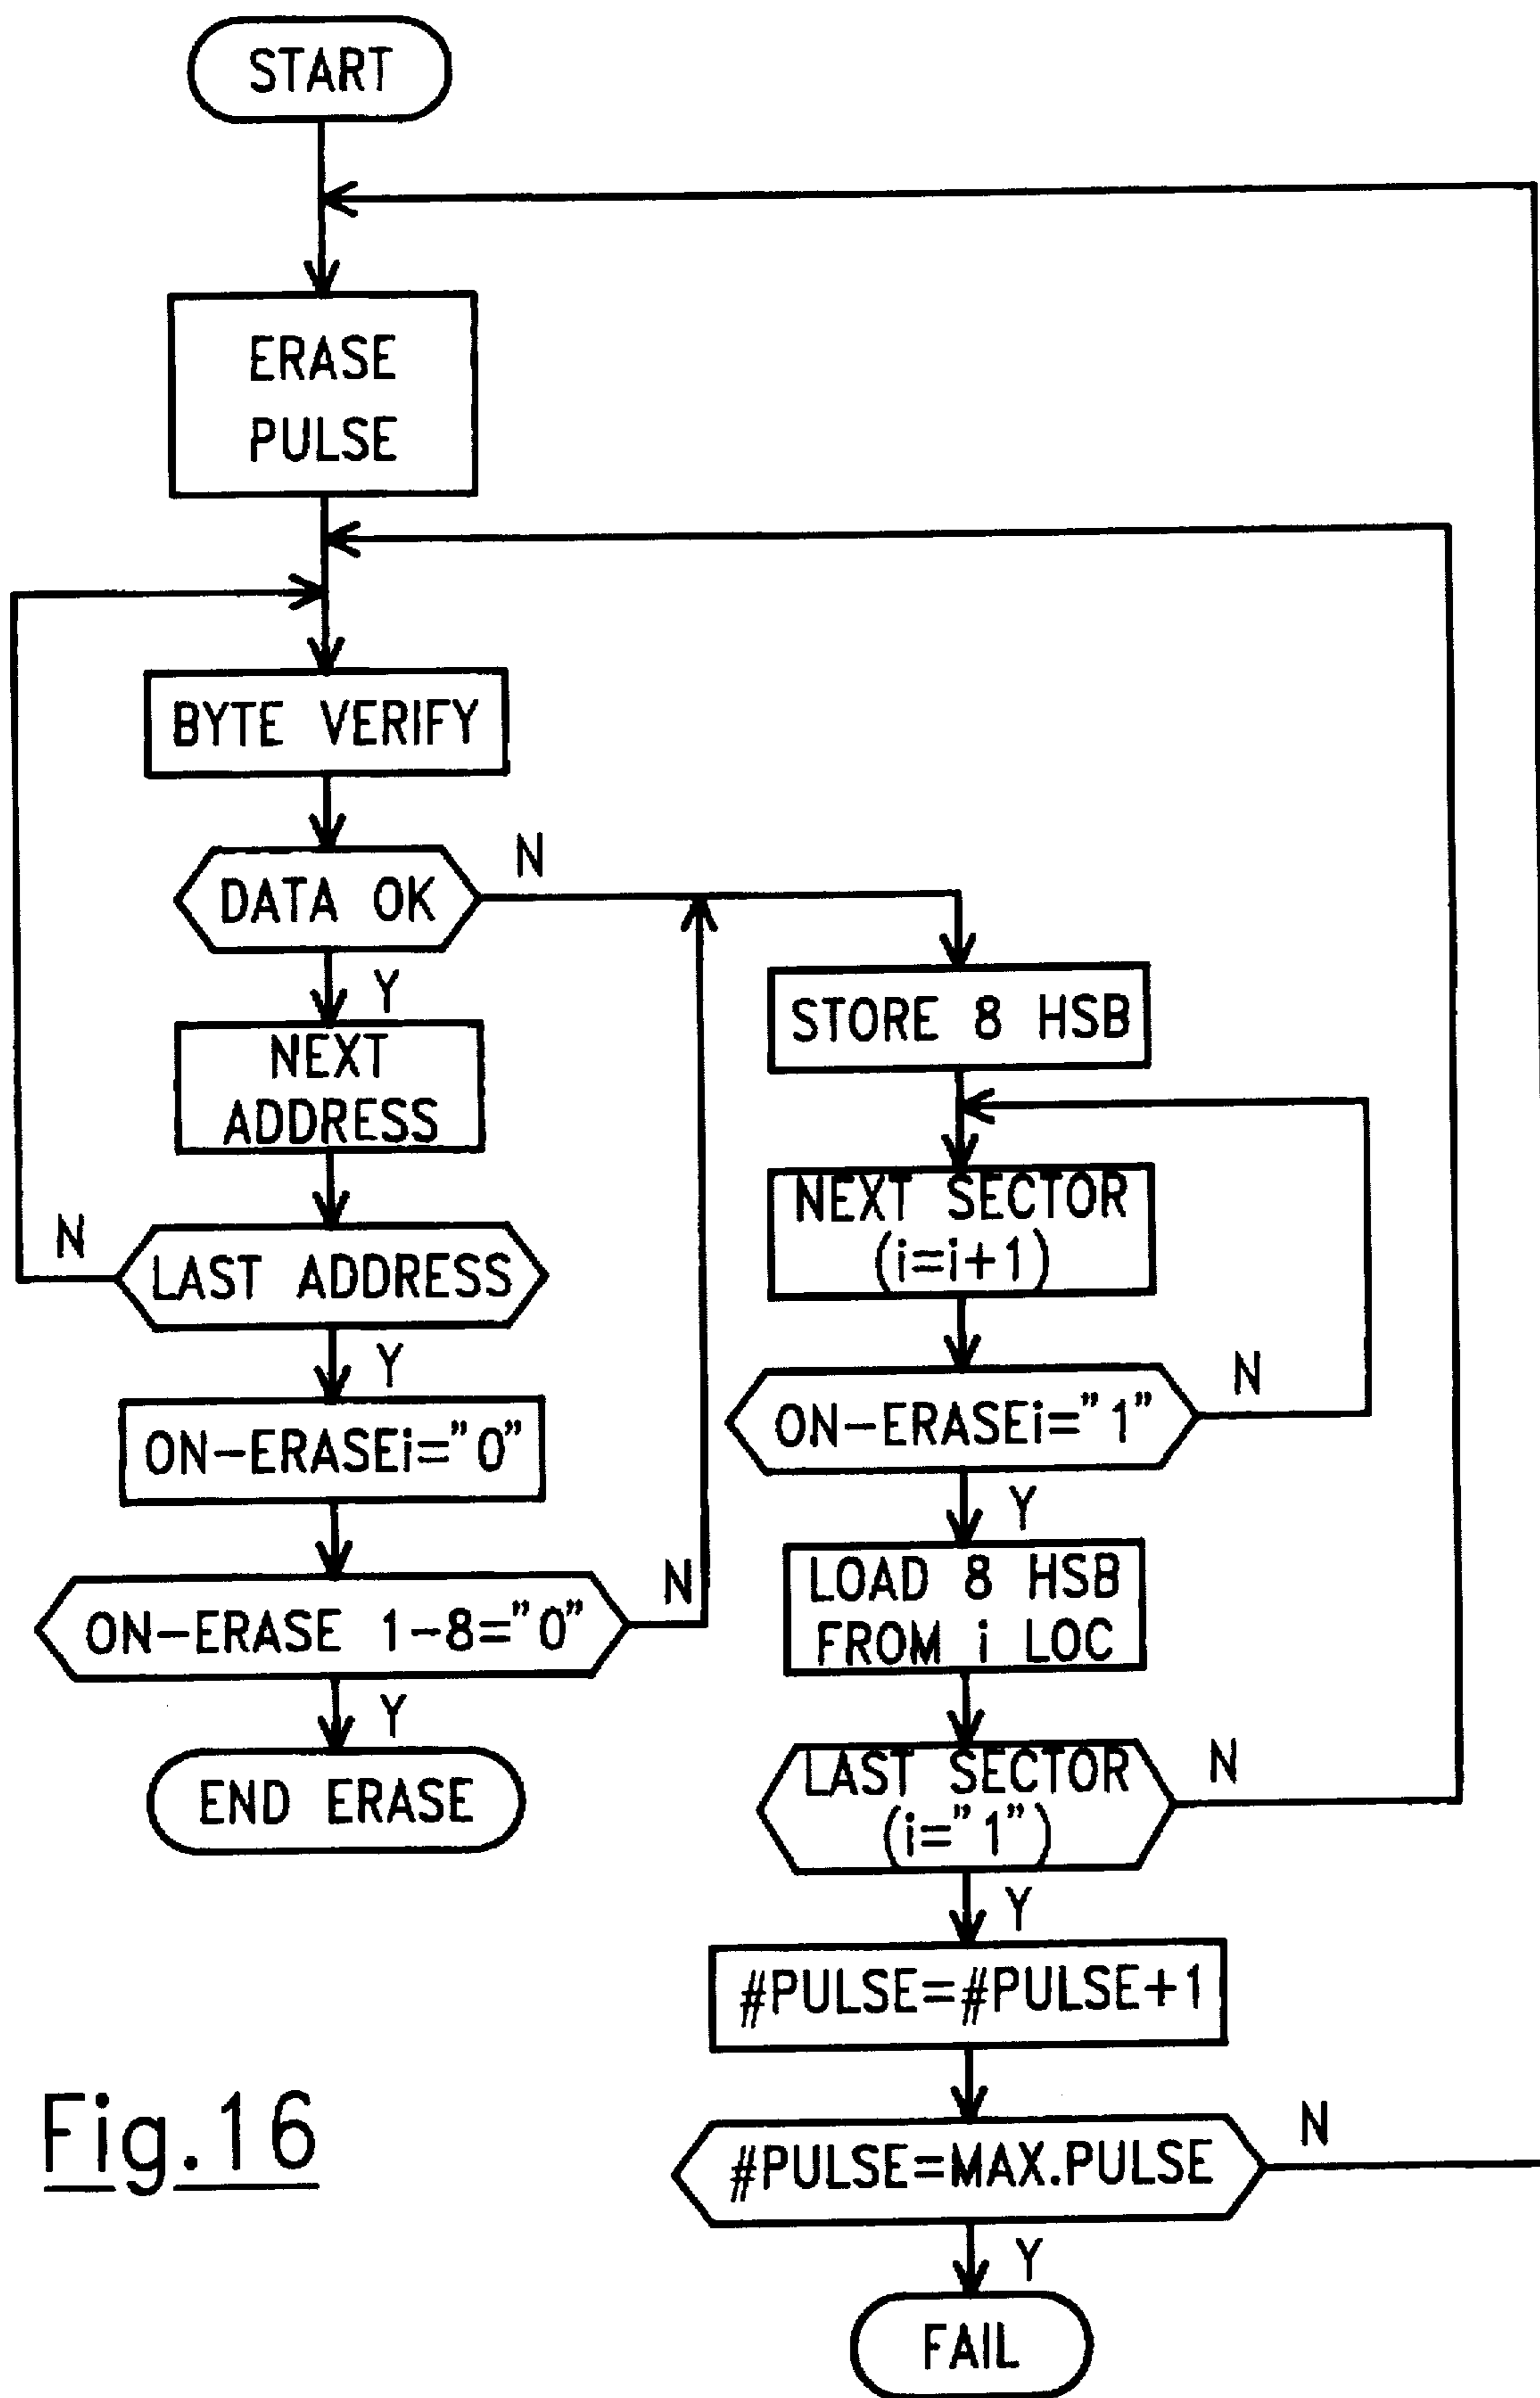 START
ERASE
PULSE
BYTE VERIFY
DATA OK
N
Y
NEXT
ADDRESS
N
LAST ADDRESS
Y
ON-ERASEi="0"
ON-ERASE 1-8="0"
N
Y
END ERASE
STORE 8 HSB
NEXT SECTOR
(i=i+1)
ON-ERASEi="1"
N
Y
LOAD 8 HSB
FROM i LOC
LAST SECTOR
(i="1")
N
Y
#PULSE=#PULSE+1
#PULSE=MAX.PULSE
N
Y
FAIL
Fig.16